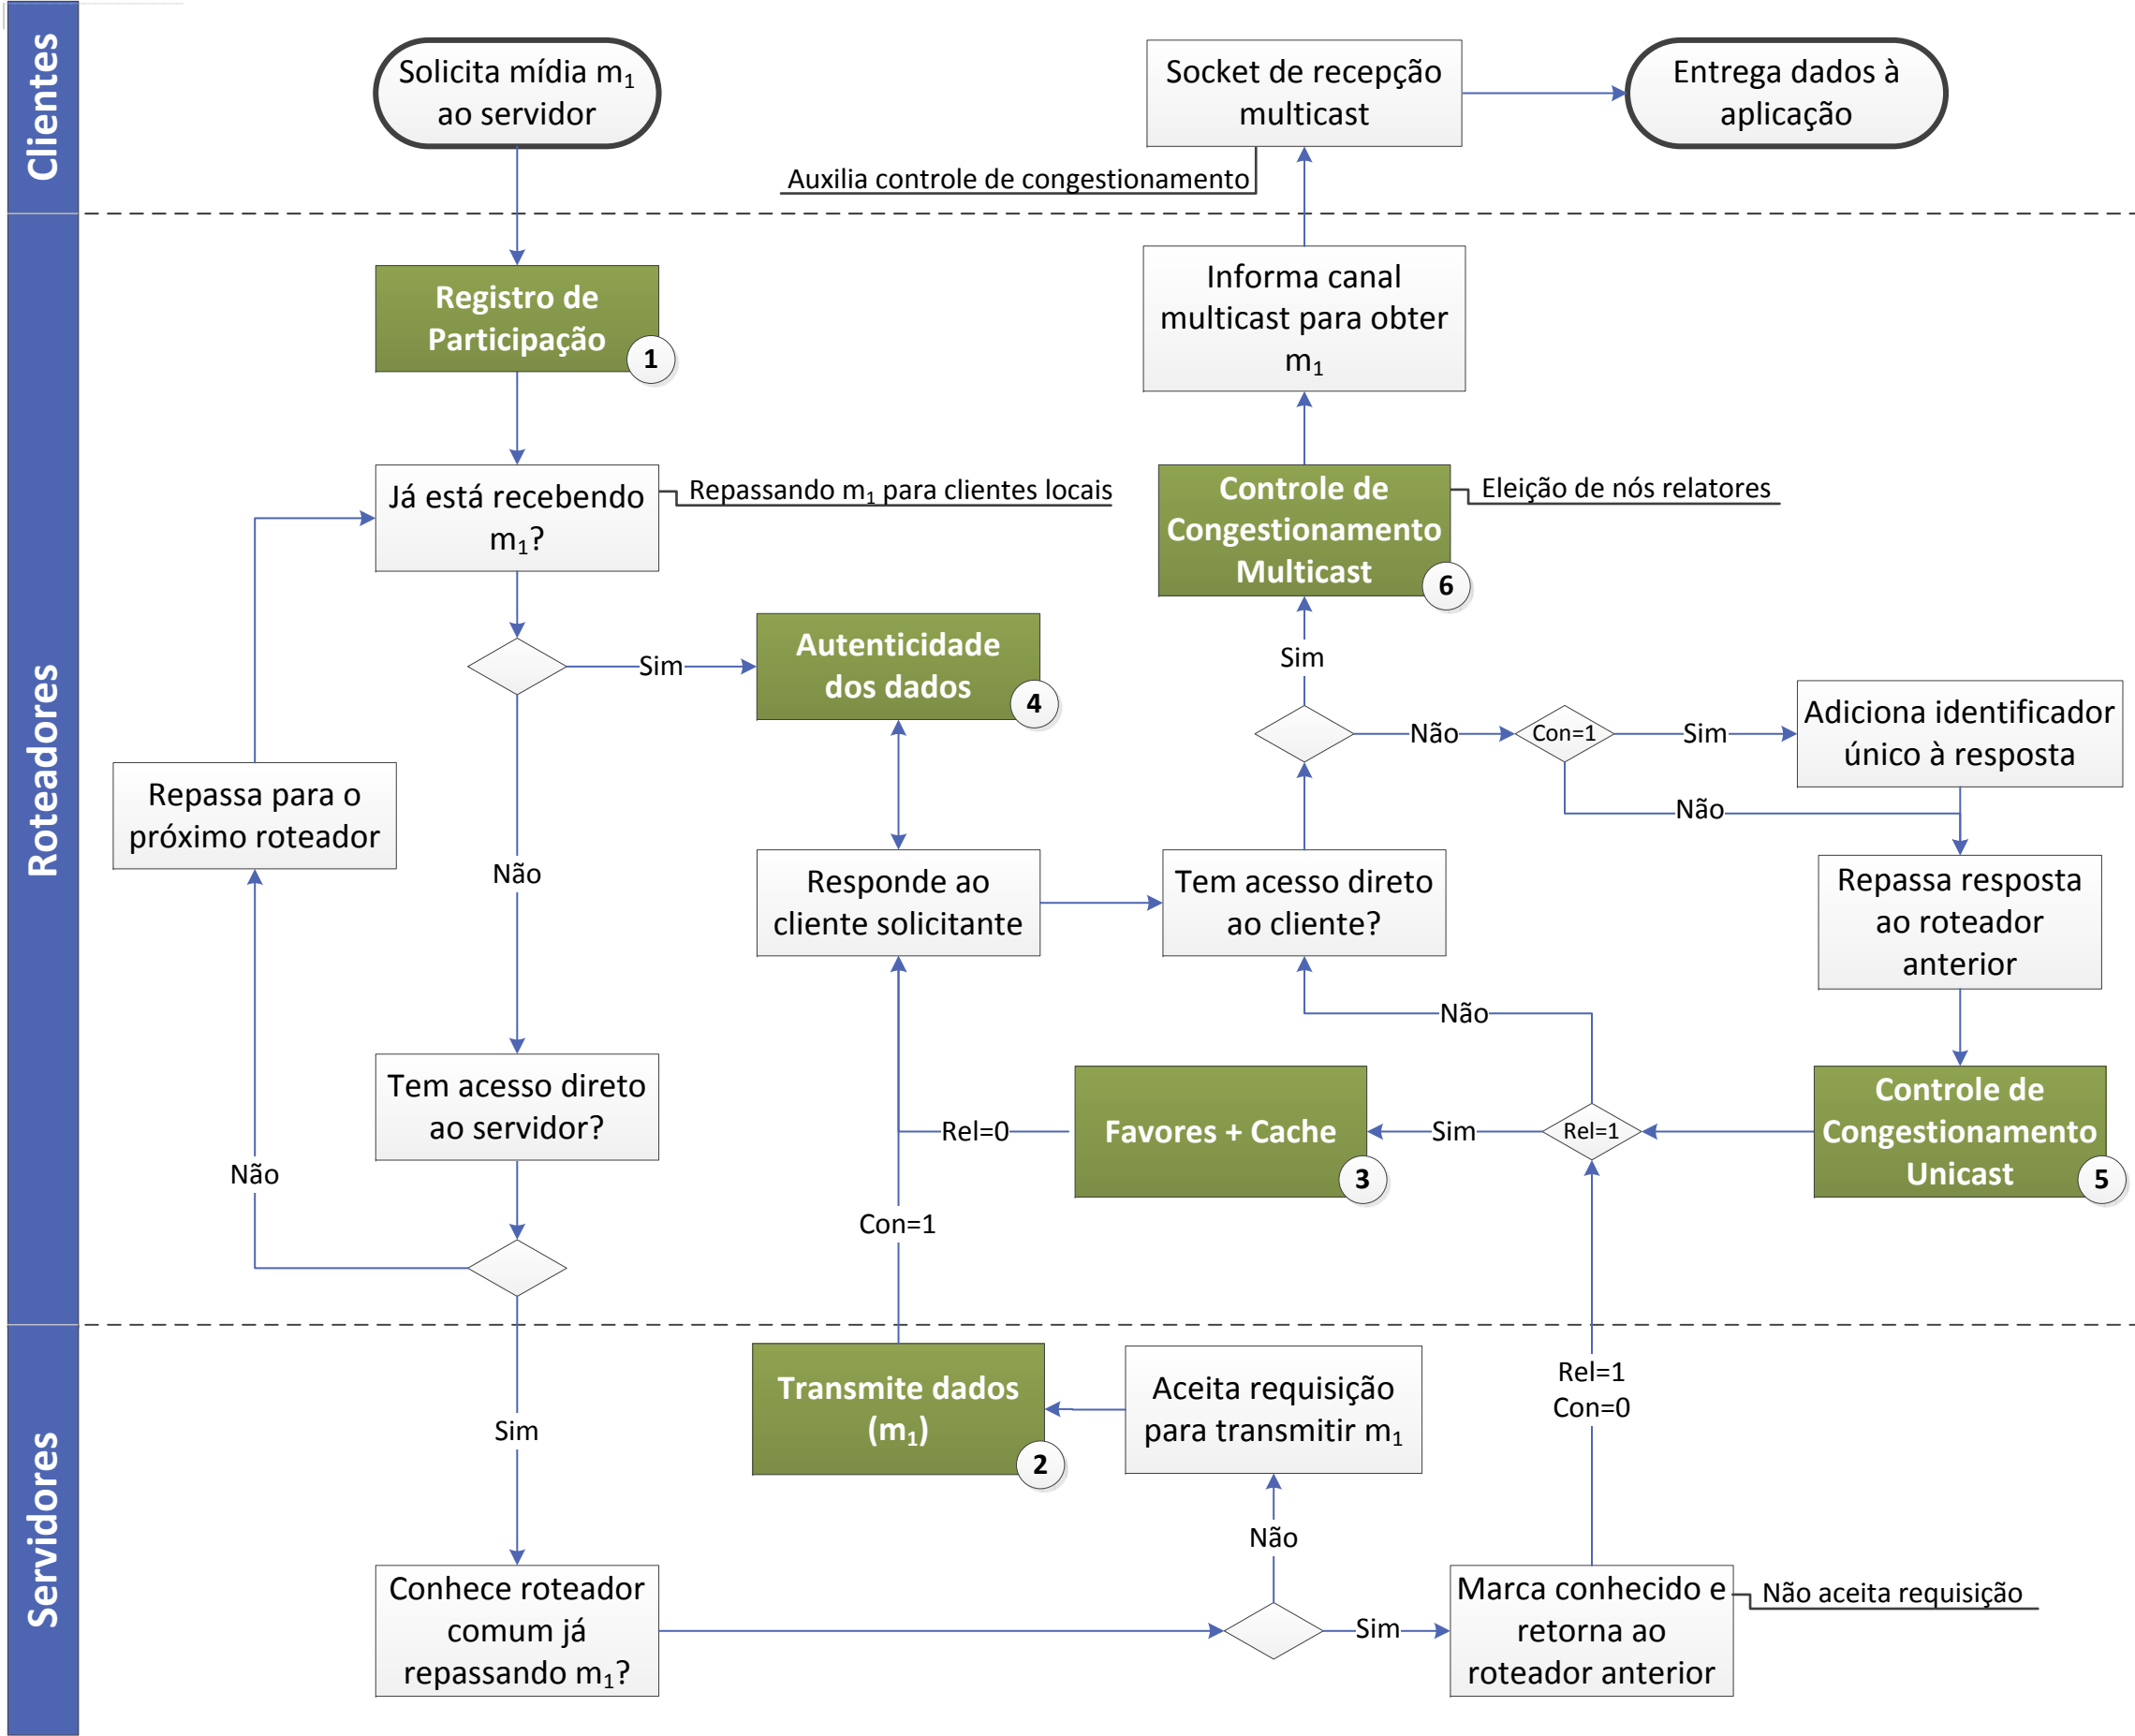 Clientes
Solicita mídia m₁
ao servidor
Socket de recepção
multicast
Entrega dados à
aplicação
Auxilia controle de congestionamento
Roteadores
Registro de
Participação
1
Informa canal
multicast para obter
m₁
Já está recebendo
m₁?
Repassando m₁ para clientes locais
Controle de
Congestionamento
Multicast
6
Eleição de nós relatores
Sim
Autenticidade
dos dados
4
Sim
Não
Con=1
Sim
Adiciona identificador
único à resposta
Não
Repassa para o
próximo roteador
Não
Responde ao
cliente solicitante
Tem acesso direto
ao cliente?
Repassa resposta
ao roteador
anterior
Não
Tem acesso direto
ao servidor?
Não
Rel=0
Favores + Cache
3
Sim
Rel=1
Controle de
Congestionamento
Unicast
5
Con=1
Servidores
Sim
Transmite dados
(m₁)
2
Aceita requisição
para transmitir m₁
Rel=1
Con=0
Não
Conhece roteador
comum já
repassando m₁?
Sim
Marca conhecido e
retorna ao
roteador anterior
Não aceita requisição